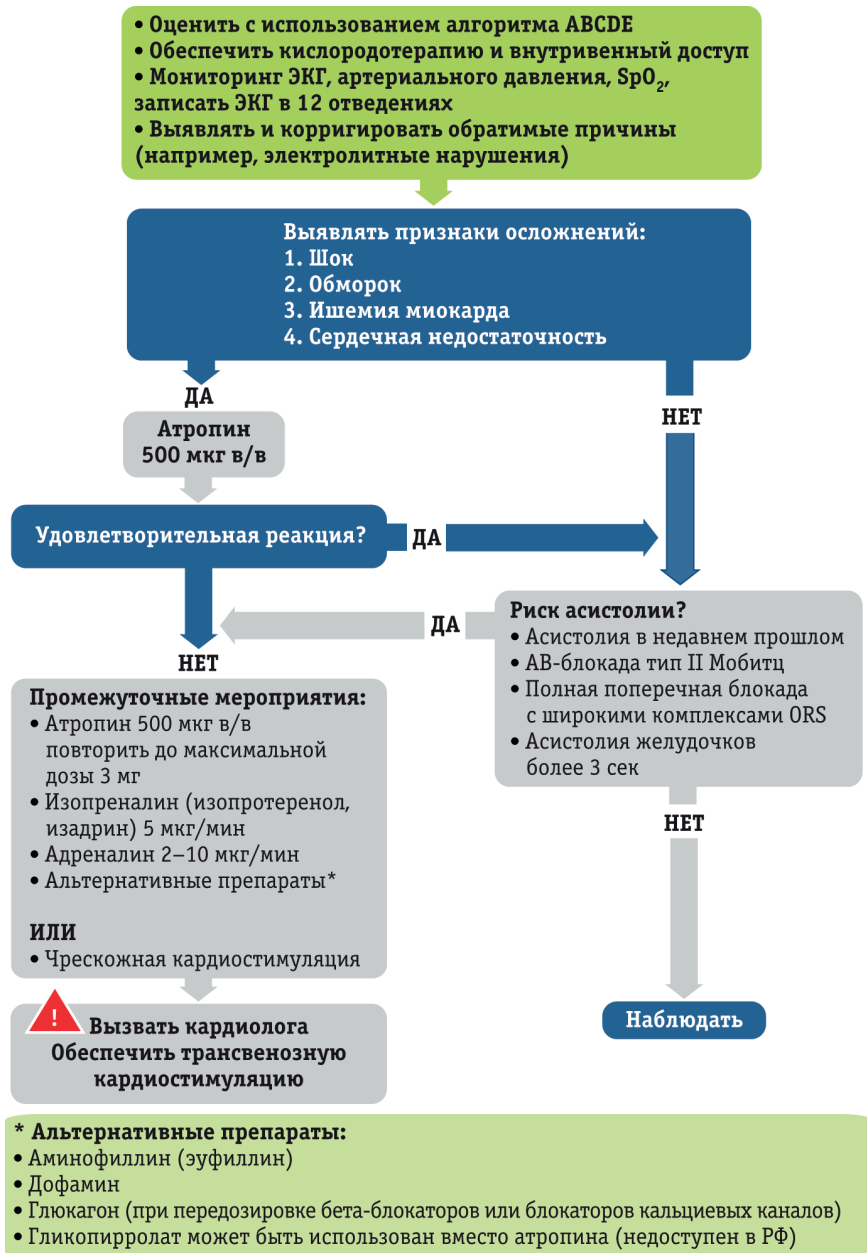 • Оценить с использованием алгоритма ABCDE
• Обеспечить кислородотерапию и внутривенный доступ
• Мониторинг ЭКГ, артериального давления, SpO₂,
записать ЭКГ в 12 отведениях
• Выявлять и корригировать обратимые причины
(например, электролитные нарушения)
Выявлять признаки осложнений:
1. Шок
2. Обморок
3. Ишемия миокарда
4. Сердечная недостаточность
ДА
НЕТ
Атропин
500 мкг в/в
Удовлетворительная реакция?
ДА
НЕТ
Риск асистолии?
• Асистолия в недавнем прошлом
• АВ-блокада тип II Мобитц
• Полная поперечная блокада
с широкими комплексами ORS
• Асистолия желудочков
более 3 сек
ДА
НЕТ
Промежуточные мероприятия:
• Атропин 500 мкг в/в
повторить до максимальной
дозы 3 мг
• Изопреналин (изопротеренол,
изадрин) 5 мкг/мин
• Адреналин 2–10 мкг/мин
• Альтернативные препараты*
ИЛИ
• Чрескожная кардиостимуляция
!
Вызвать кардиолога
Обеспечить трансвенозную
кардиостимуляцию
Наблюдать
* Альтернативные препараты:
• Аминофиллин (эуфиллин)
• Дофамин
• Глюкагон (при передозировке бета-блокаторов или блокаторов кальциевых каналов)
• Гликопирролат может быть использован вместо атропина (недоступен в РФ)